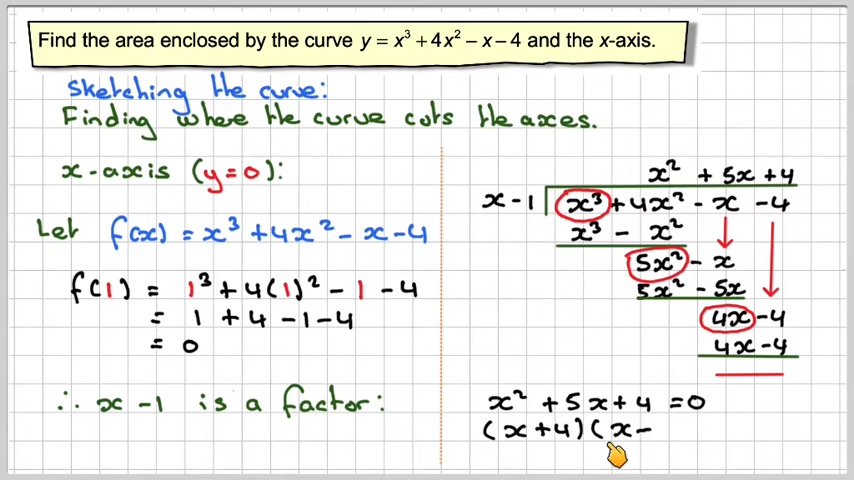 Find the area enclosed by the curve y = x³ + 4x² − x − 4 and the x-axis.
Sketching the curve:
Finding where the curve cuts the axes.
x-axis (y=0):
Let f(x) = x³ + 4x² − x − 4
f(1) = 1³ + 4(1)² − 1 − 4
= 1 + 4 − 1 − 4
= 0
∴ x − 1 is a factor:
x² + 5x + 4
x − 1 x³ + 4x² − x − 4
x³ − x²
5x² − x
5x² − 5x
4x − 4
4x − 4
x² + 5x + 4 = 0
(x + 4)(x −